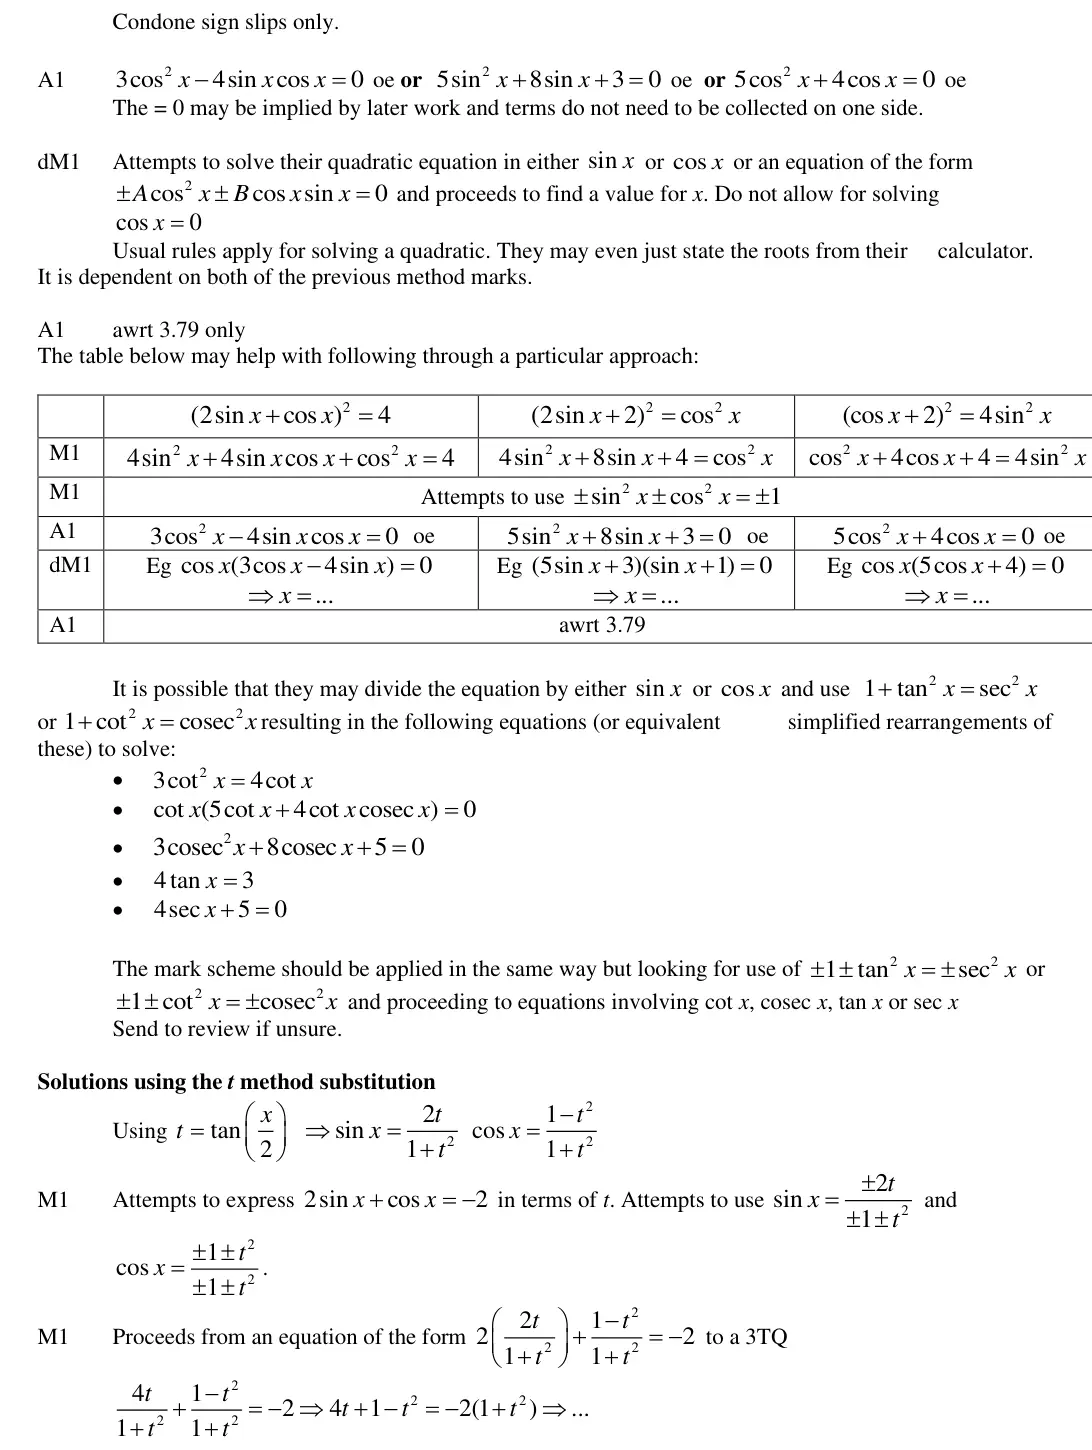 Condone sign slips only.
A1 3cos² x − 4sin x cos x = 0 oe or 5sin² x + 8sin x + 3 = 0 oe or 5cos² x + 4cos x = 0 oe
The = 0 may be implied by later work and terms do not need to be collected on one side.
dM1 Attempts to solve their quadratic equation in either sin x or cos x or an equation of the form
±A cos² x ± B cos x sin x = 0 and proceeds to find a value for x. Do not allow for solving
cos x = 0
Usual rules apply for solving a quadratic. They may even just state the roots from their calculator.
It is dependent on both of the previous method marks.
A1 awrt 3.79 only
The table below may help with following through a particular approach:
(2sin x + cos x)² = 4 (2sin x + 2)² = cos² x (cos x + 2)² = 4sin² x
M1 4sin² x + 4sin x cos x + cos² x = 4 4sin² x + 8sin x + 4 = cos² x cos² x + 4cos x + 4 = 4sin² x
M1 Attempts to use ±sin² x ± cos² x = ±1
A1 3cos² x − 4sin x cos x = 0 oe 5sin² x + 8sin x + 3 = 0 oe 5cos² x + 4cos x = 0 oe
dM1 Eg cos x(3cos x − 4sin x) = 0 Eg (5sin x + 3)(sin x + 1) = 0 Eg cos x(5cos x + 4) = 0
⇒ x = ... ⇒ x = ... ⇒ x = ...
A1 awrt 3.79
It is possible that they may divide the equation by either sin x or cos x and use 1 + tan² x = sec² x
or 1 + cot² x = cosec² x resulting in the following equations (or equivalent simplified rearrangements of
these) to solve:
• 3cot² x = 4cot x
• cot x(5cot x + 4cot x cosec x) = 0
• 3cosec² x + 8cosec x + 5 = 0
• 4 tan x = 3
• 4sec x + 5 = 0
The mark scheme should be applied in the same way but looking for use of ±1 ± tan² x = ±sec² x or
±1 ± cot² x = ±cosec² x and proceeding to equations involving cot x, cosec x, tan x or sec x
Send to review if unsure.
Solutions using the t method substitution
Using t = tan(x/2) ⇒ sin x = 2t/(1 + t²) cos x = (1 − t²)/(1 + t²)
M1 Attempts to express 2sin x + cos x = −2 in terms of t. Attempts to use sin x = ±2t/(±1 ± t²) and
cos x = (±1 ± t²)/(±1 ± t²).
M1 Proceeds from an equation of the form 2(2t/(1 + t²)) + (1 − t²)/(1 + t²) = −2 to a 3TQ
4t/(1 + t²) + (1 − t²)/(1 + t²) = −2 ⇒ 4t + 1 − t² = −2(1 + t²) ⇒ ...